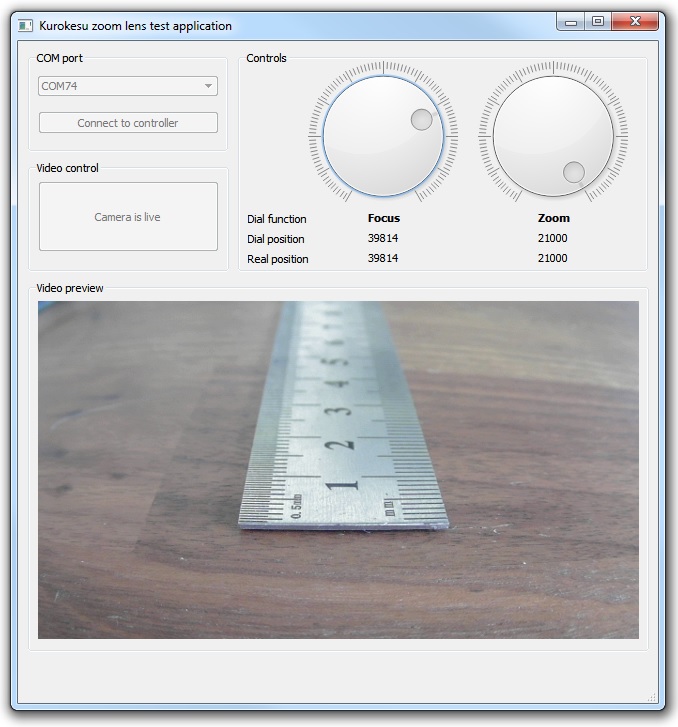 Kurokesu zoom lens test application
COM port
COM74
Connect to controller
Video control
Camera is live
Controls
Dial function Focus Zoom
Dial position 39814 21000
Real position 39814 21000
Video preview
6
5
4
3
2
1
0.5mm mm